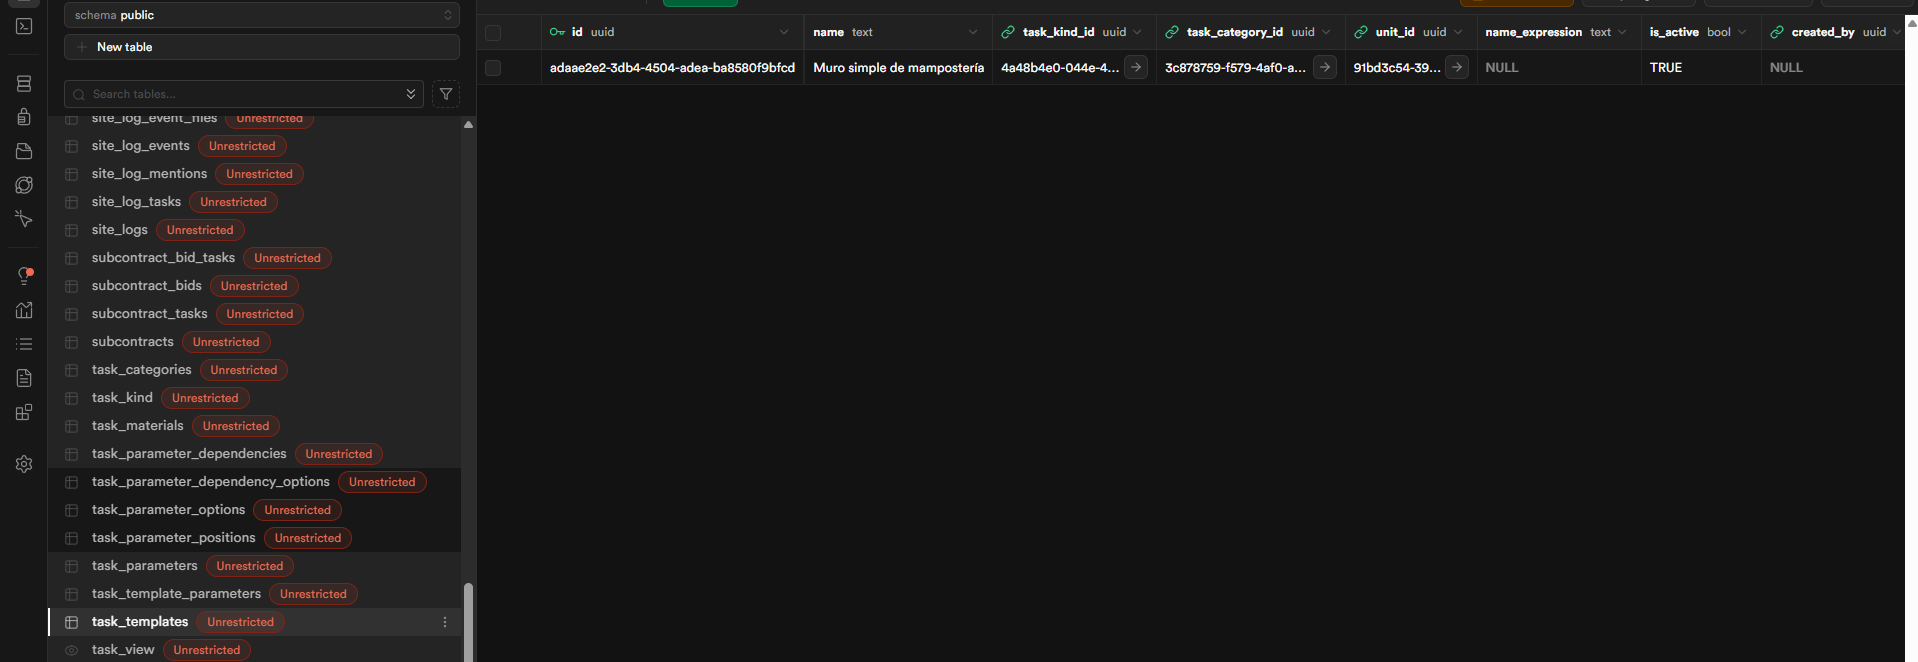 schema public
New table
Search tables...
site_log_event_files Unrestricted
site_log_events Unrestricted
site_log_mentions Unrestricted
site_log_tasks Unrestricted
site_logs Unrestricted
subcontract_bid_tasks Unrestricted
subcontract_bids Unrestricted
subcontract_tasks Unrestricted
subcontracts Unrestricted
task_categories Unrestricted
task_kind Unrestricted
task_materials Unrestricted
task_parameter_dependencies Unrestricted
task_parameter_dependency_options Unrestricted
task_parameter_options Unrestricted
task_parameter_positions Unrestricted
task_parameters Unrestricted
task_template_parameters Unrestricted
task_templates Unrestricted
task_view Unrestricted
id uuid name text task_kind_id uuid task_category_id uuid unit_id uuid name_expression text is_active bool created_by uuid
adaae2e2-3db4-4504-adea-ba8580f9bfcd Muro simple de mampostería 4a48b4e0-044e-4... 3c878759-f579-4af0-a... 91bd3c54-39... NULL TRUE NULL